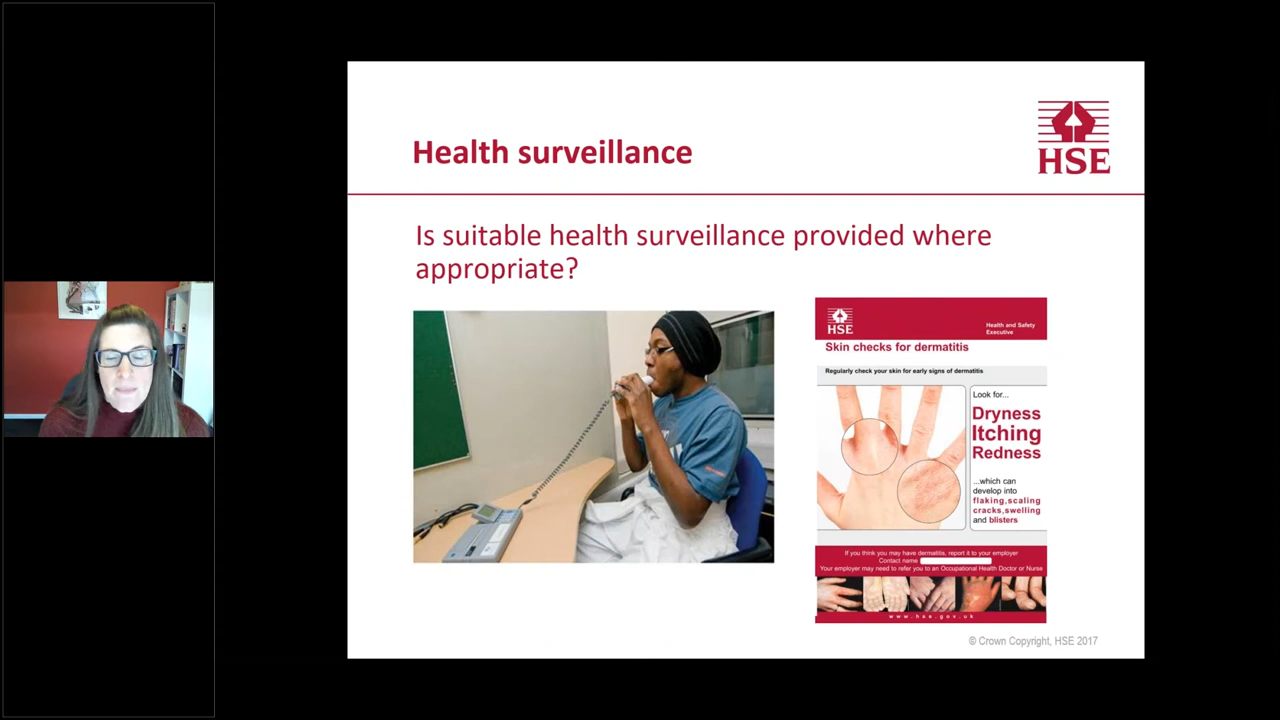 Health surveillance
HSE
Is suitable health surveillance provided where
appropriate?
HSE
Health and Safety
Executive
Skin checks for dermatitis
Regularly check your skin for early signs of dermatitis
Look for...
Dryness
Itching
Redness
...which can
develop into
flaking,scaling
cracks,swelling
and blisters
If you think you may have dermatitis, report it to your employer
Contact name
Your employer may need to refer you to an Occupational Health Doctor or Nurse
www.hse.gov.uk
© Crown Copyright, HSE 2017